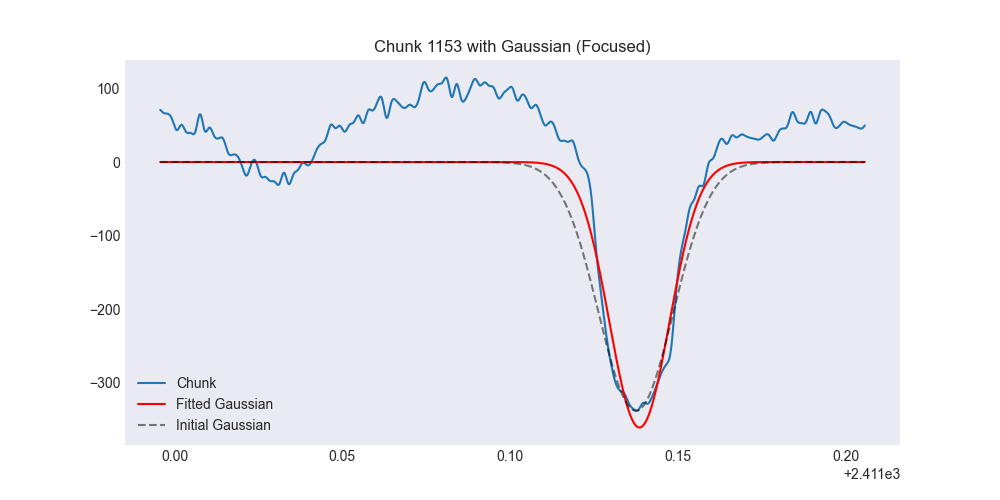 Chunk 1153 with Gaussian (Focused)
100
0
−100
−200
−300
Chunk
Fitted Gaussian
Initial Gaussian
0.00 0.05 0.10 0.15 0.20
+2.411e3